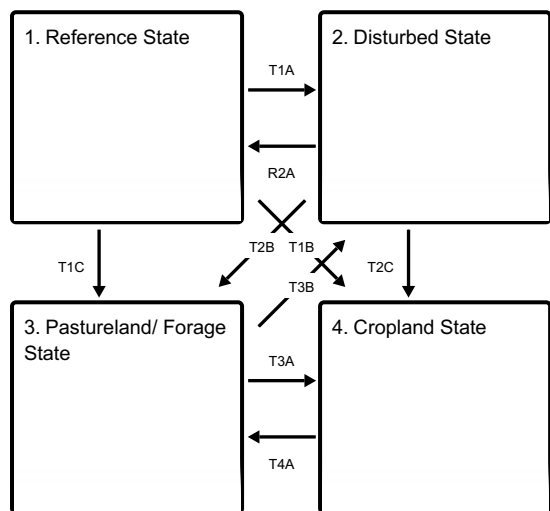 1. Reference State
2. Disturbed State
T1A
R2A
T2B
T1B
T1C
T2C
T3B
3. Pastureland/ Forage
State
4. Cropland State
T3A
T4A